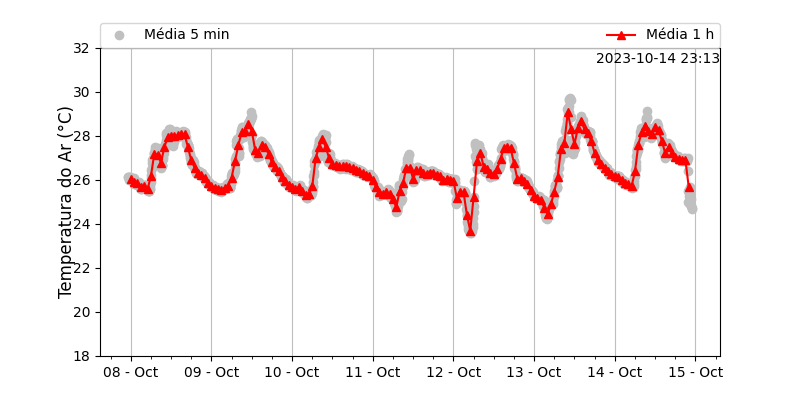 Média 5 min
Média 1 h
2023-10-14 23:13
Temperatura do Ar (°C)
32
30
28
26
24
22
20
18
08 - Oct
09 - Oct
10 - Oct
11 - Oct
12 - Oct
13 - Oct
14 - Oct
15 - Oct